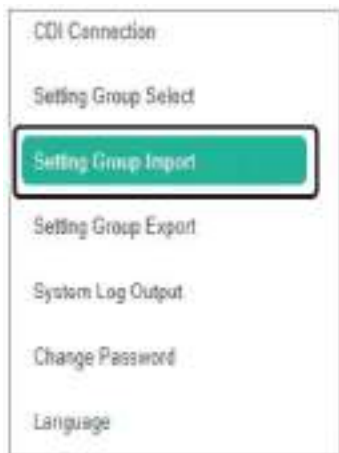 CDI Connection
Setting Group Select
Setting Group Import
Setting Group Export
System Log Output
Change Password
Language